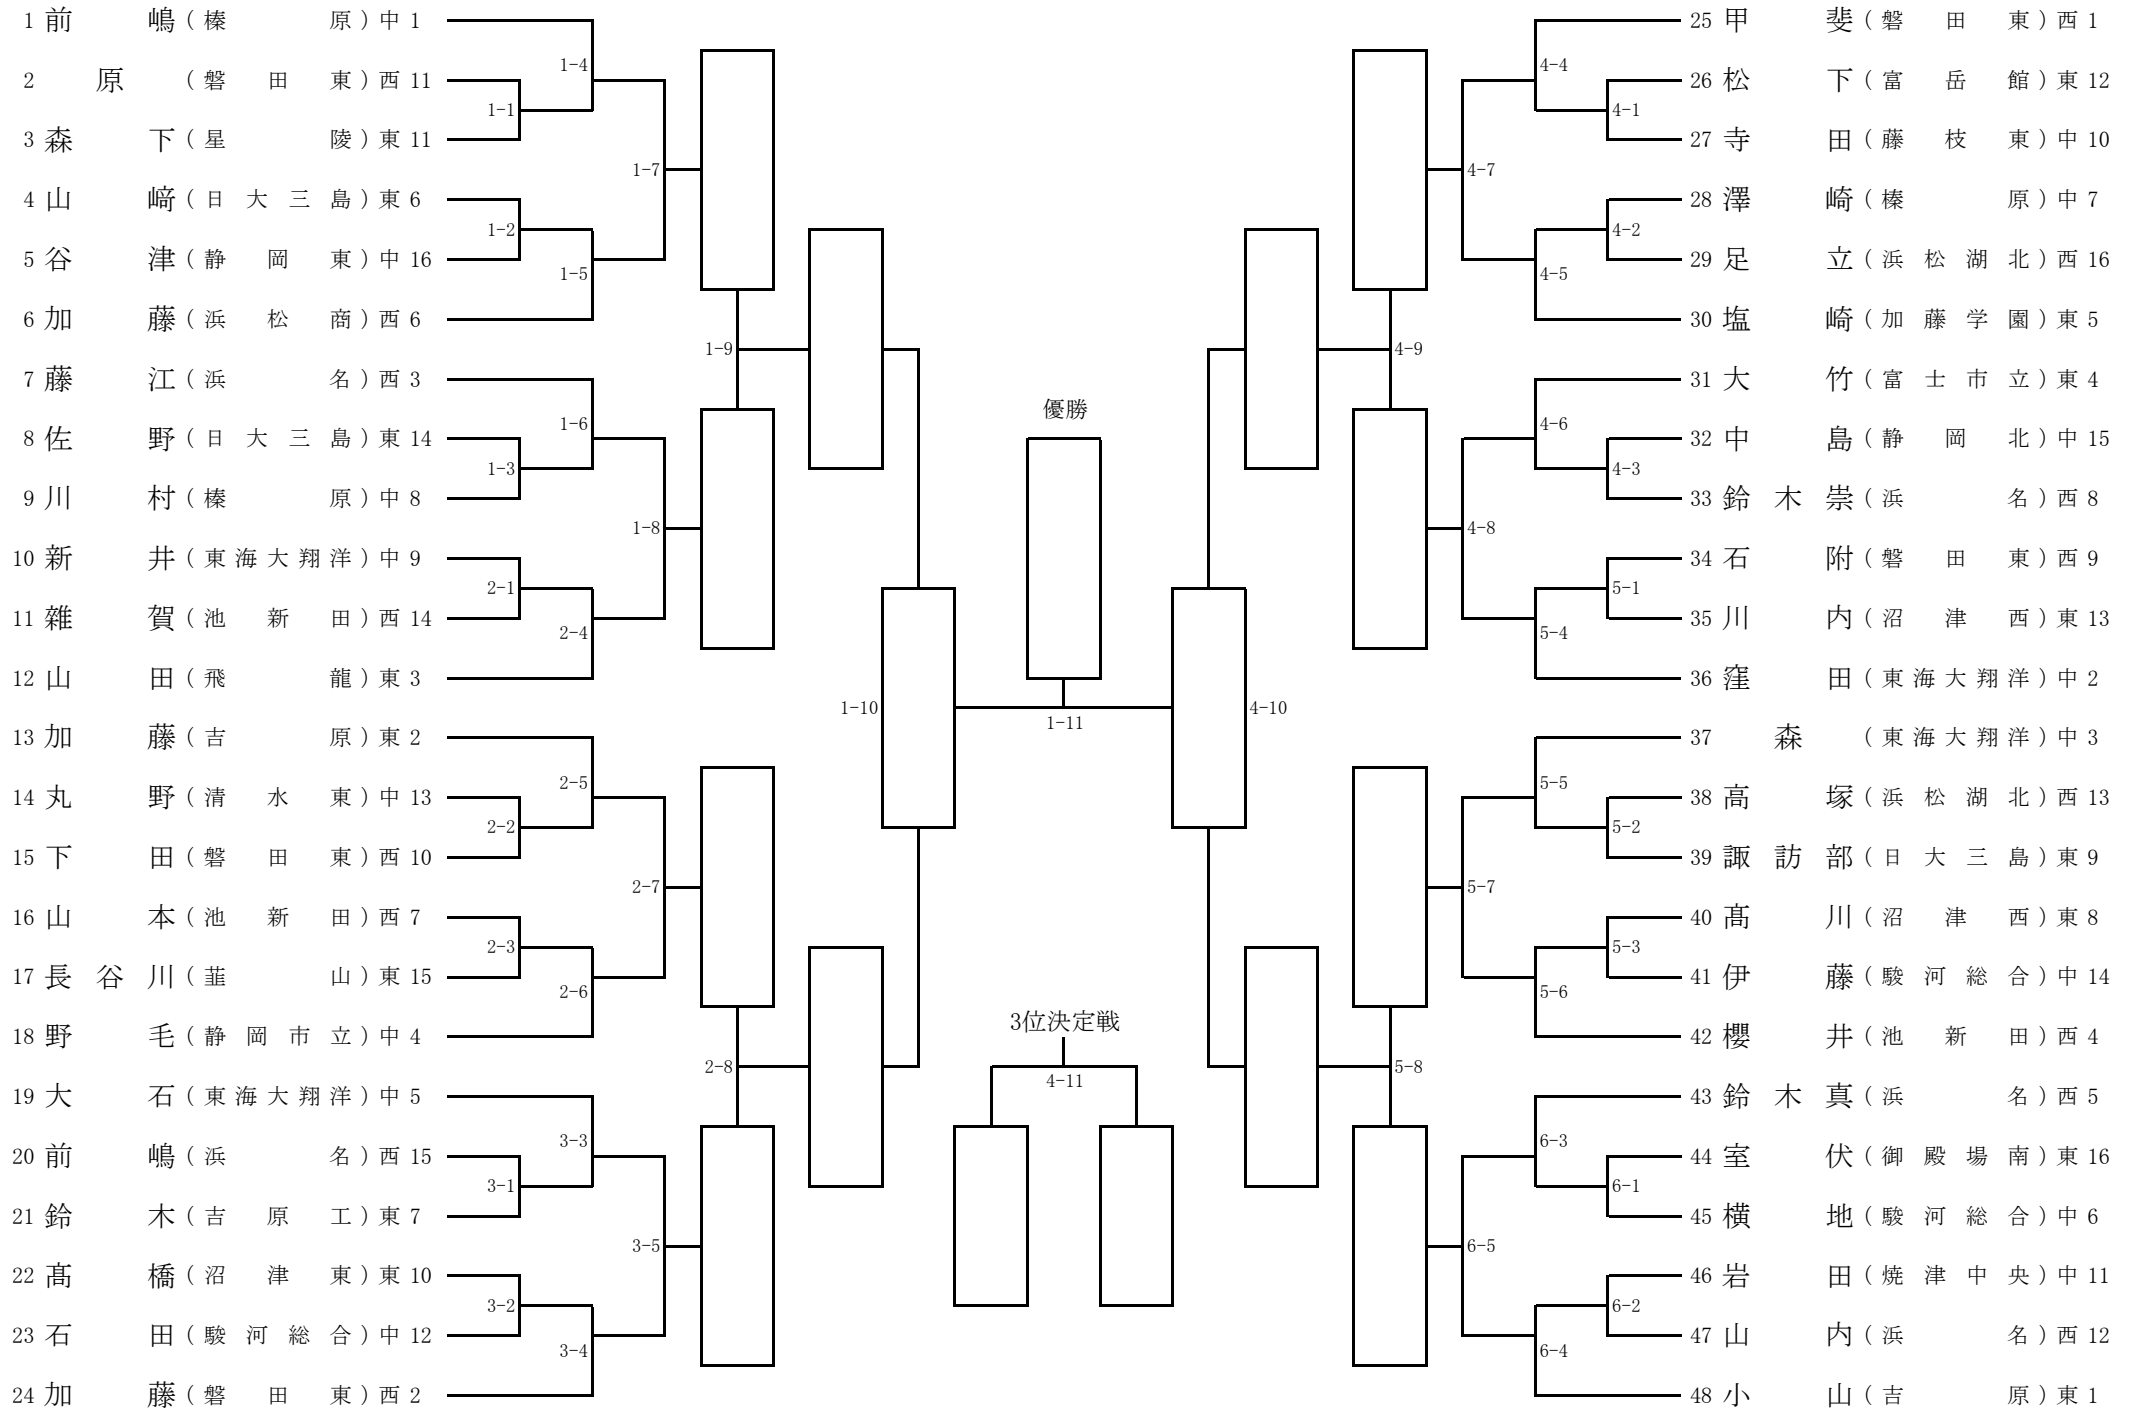 1 前嶋 (榛原) 中 1
2 原 (磐田東) 西 11
3 森下 (星陵) 東 11
4 山﨑 (日大三島) 東 6
5 谷津 (静岡東) 中 16
6 加藤 (浜松商) 西 6
7 藤江 (浜名) 西 3
8 佐野 (日大三島) 東 14
9 川村 (榛原) 中 8
10 新井 (東海大翔洋) 中 9
11 雜賀 (池新田) 西 14
12 山田 (飛龍) 東 3
13 加藤 (吉原) 東 2
14 丸野 (清水東) 中 13
15 下田 (磐田東) 西 10
16 山本 (池新田) 西 7
17 長谷川 (韮山) 東 15
18 野毛 (静岡市立) 中 4
19 大石 (東海大翔洋) 中 5
20 前嶋 (浜名) 西 15
21 鈴木 (吉原工) 東 7
22 髙橋 (沼津東) 東 10
23 石田 (駿河総合) 中 12
24 加藤 (磐田東) 西 2
1-4
1-1
1-7
1-2
1-5
1-9
1-6
1-3
1-8
2-1
2-4
1-10
2-5
2-2
2-7
2-3
2-6
2-8
3-3
3-1
3-5
3-2
3-4
優勝
1-11
3位決定戦
4-11
4-4
4-1
4-7
4-2
4-5
4-9
4-6
4-3
4-8
5-1
5-4
4-10
5-5
5-2
5-7
5-3
5-6
5-8
6-3
6-1
6-5
6-2
6-4
25 甲斐 (磐田東) 西 1
26 松下 (富岳館) 東 12
27 寺田 (藤枝東) 中 10
28 澤崎 (榛原) 中 7
29 足立 (浜松湖北) 西 16
30 塩崎 (加藤学園) 東 5
31 大竹 (富士市立) 東 4
32 中島 (静岡北) 中 15
33 鈴木崇 (浜名) 西 8
34 石附 (磐田東) 西 9
35 川内 (沼津西) 東 13
36 窪田 (東海大翔洋) 中 2
37 森 (東海大翔洋) 中 3
38 高塚 (浜松湖北) 西 13
39 諏訪部 (日大三島) 東 9
40 髙川 (沼津西) 東 8
41 伊藤 (駿河総合) 中 14
42 櫻井 (池新田) 西 4
43 鈴木真 (浜名) 西 5
44 室伏 (御殿場南) 東 16
45 横地 (駿河総合) 中 6
46 岩田 (焼津中央) 中 11
47 山内 (浜名) 西 12
48 小山 (吉原) 東 1